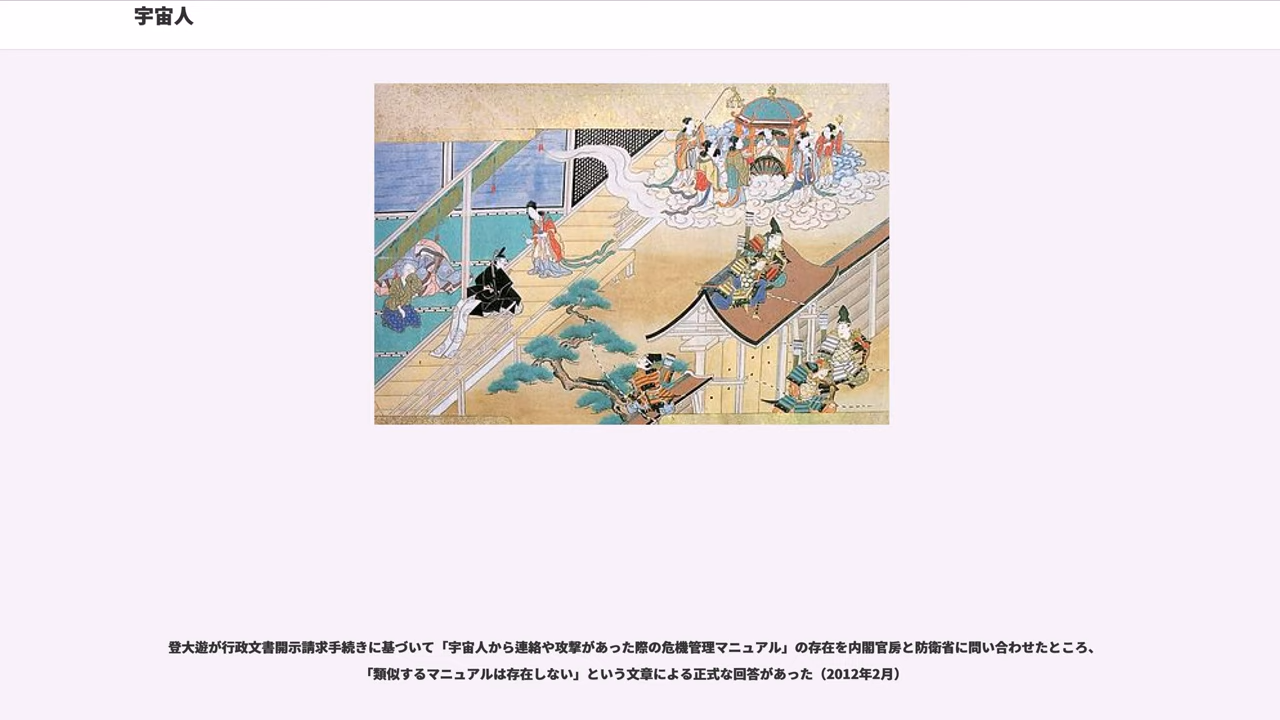 宇宙人
登大遊が行政文書開示請求手続きに基づいて「宇宙人から連絡や攻撃があった際の危機管理マニュアル」の存在を内閣官房と防衛省に問い合わせたところ、
「類似するマニュアルは存在しない」という文章による正式な回答があった（2012年2月）